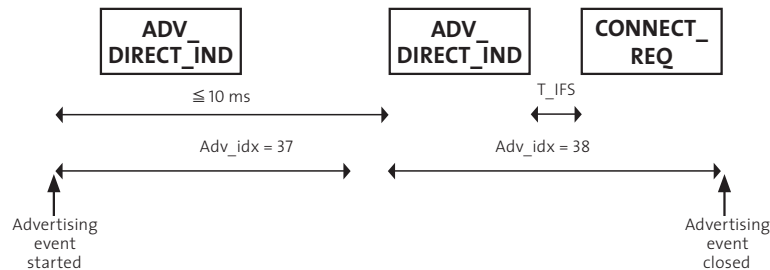 ADV_
DIRECT_IND
ADV_
DIRECT_IND
CONNECT_
REQ
≦ 10 ms
T_IFS
Adv_idx = 37
Adv_idx = 38
Advertising
event
started
Advertising
event
closed